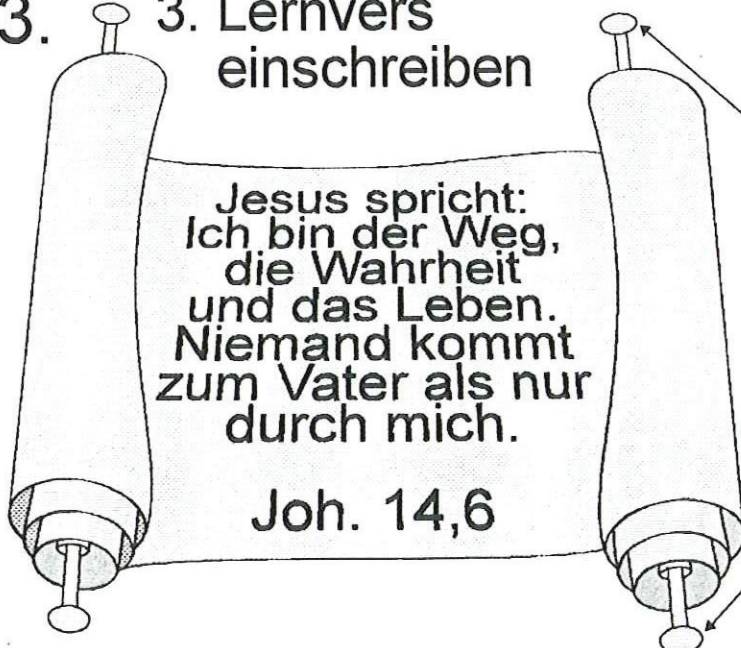 3.
3. Lernvers
einschreiben
Jesus spricht:
Ich bin der Weg,
die Wahrheit
und das Leben.
Niemand kommt
zum Vater als nur
durch mich.
Joh. 14,6